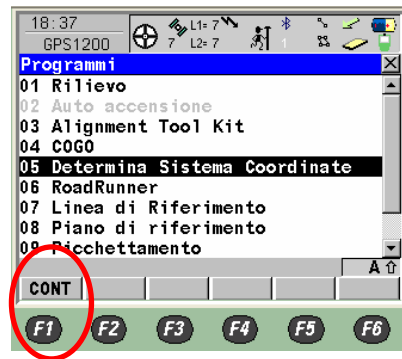 18:37
GPS1200
7
L1= 7
L2= 7
1
Programmi
01 Rilievo
02 Auto accensione
03 Alignment Tool Kit
04 COGO
05 Determina Sistema Coordinate
06 RoadRunner
07 Linea di Riferimento
08 Piano di riferimento
09 Picchettamento
A
CONT
F1 F2 F3 F4 F5 F6